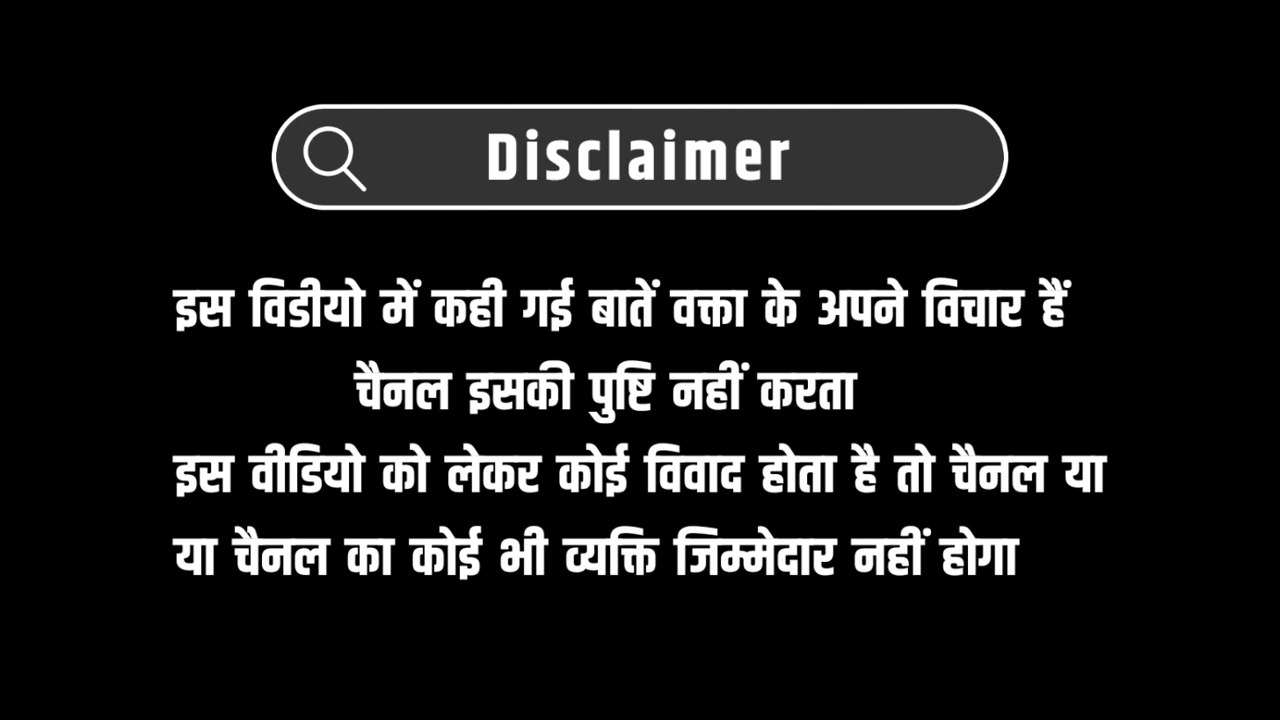 Disclaimer
इस विडीयो में कही गई बातें वक्ता के अपने विचार हैं
चैनल इसकी पुष्टि नहीं करता
इस वीडियो को लेकर कोई विवाद होता है तो चैनल या
या चैनल का कोई भी व्यक्ति जिम्मेदार नहीं होगा